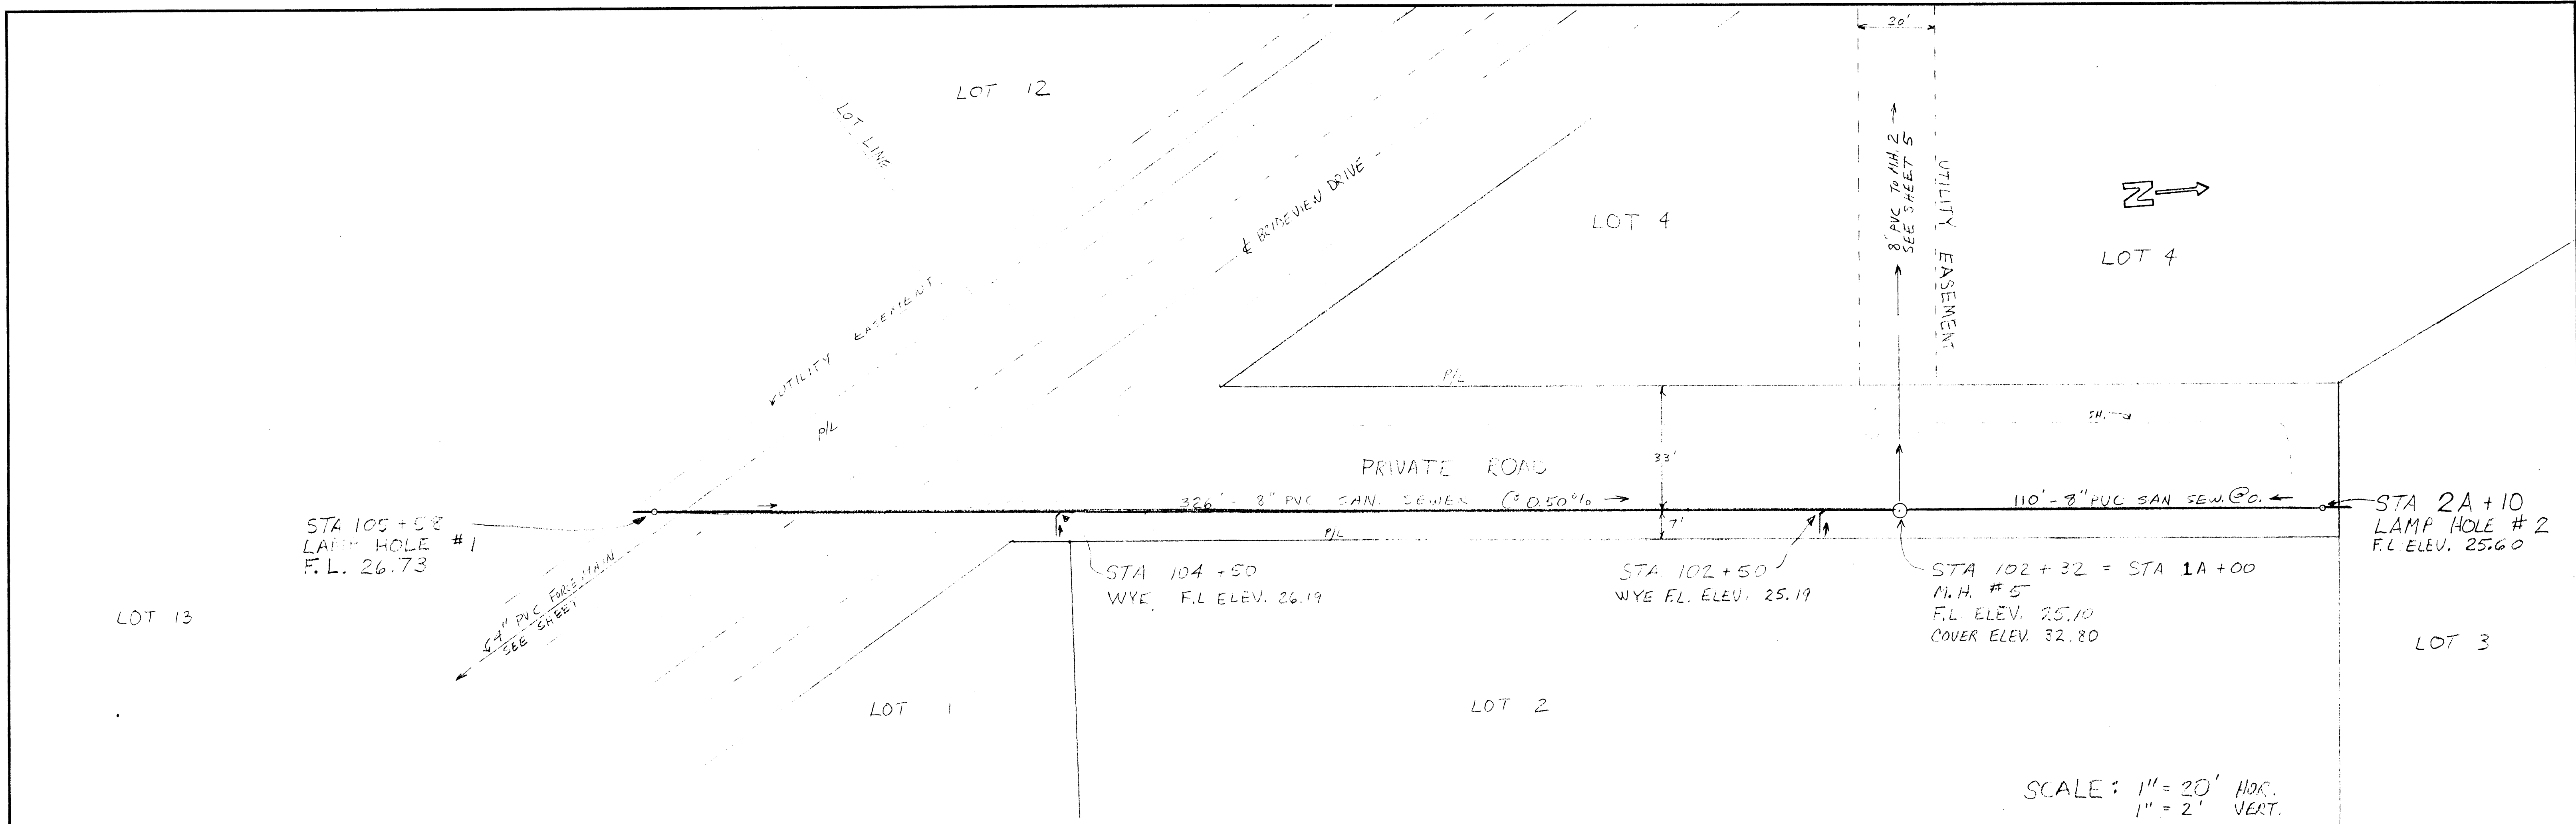 20'
LOT 12
LOT LINE
8" PVC TO M.H. 2 →
SEE SHEET 5
UTILITY EASEMENT
N
LOT 4
LOT 4
℄ BRIDEVIEW DRIVE
UTILITY EASEMENT
P/L
P/L
SH.
33'
PRIVATE ROAD
326' - 8" PVC SAN. SEWER @ 0.50% →
110' - 8" PVC SAN SEW. @ 0. ←
STA 105 + 58
LAMP HOLE # 1
F.L. 26.73
STA 2A + 10
LAMP HOLE # 2
F.L. ELEV. 25.60
7'
P/L
STA 104 + 50
WYE F.L. ELEV. 26.19
STA 102 + 50
WYE F.L. ELEV. 25.19
STA 102 + 32 = STA 1A + 00
M.H. # 5
F.L. ELEV. 25.10
COVER ELEV. 32.80
PVC FORCEMAIN
SEE SHEET
LOT 13
LOT 3
LOT 1
LOT 2
SCALE: 1" = 20' HOR.
1" = 2' VERT.